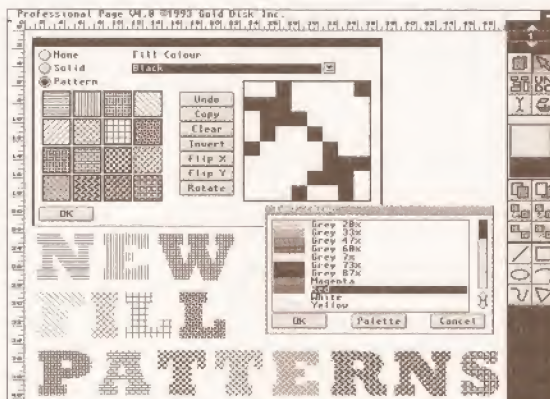 Professional Page V4.0 ©1993 Gold Disk Inc.
None Fill Colour
Solid Black
Pattern
Undo
Copy
Clear
Invert
Flip X
Flip Y
Rotate
OK
Grey 20%
Grey 33%
Grey 47%
Grey 60%
Grey 7%
Grey 73%
Grey 87%
Magenta
Red
White
Yellow
OK Palette Cancel
NEW
FILL
PATTERNS